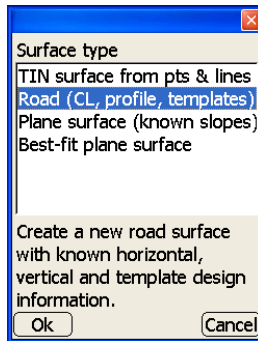 Surface type
TIN surface from pts & lines
Road (CL, profile, templates)
Plane surface (known slopes)
Best-fit plane surface
Create a new road surface
with known horizontal,
vertical and template design
information.
Ok Cancel